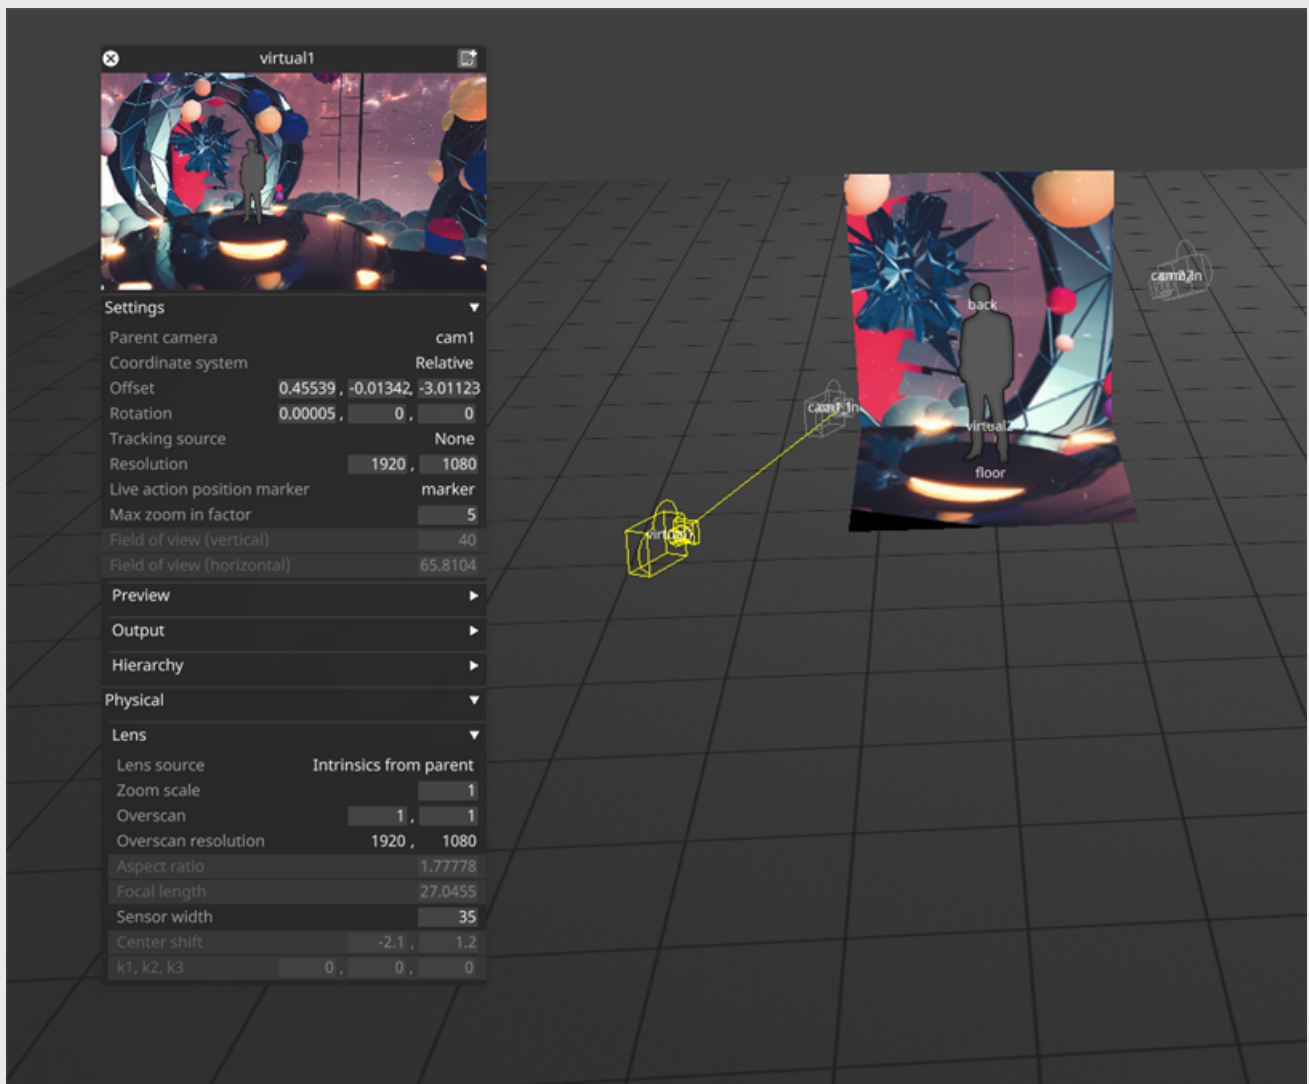 virtual1
Settings
Parent camera cam1
Coordinate system Relative
Offset 0.45539 , -0.01342, -3.01123
Rotation 0.00005 , 0 , 0
Tracking source None
Resolution 1920 , 1080
Live action position marker marker
Max zoom in factor 5
Field of view (vertical) 40
Field of view (horizontal) 65.8104
Preview
Output
Hierarchy
Physical
Lens
Lens source Intrinsics from parent
Zoom scale 1
Overscan 1 , 1
Overscan resolution 1920 , 1080
Aspect ratio 1.77778
Focal length 27.0455
Sensor width 35
Center shift -2.1 , 1.2
k1, k2, k3 0 , 0 , 0
back
virtual2
floor